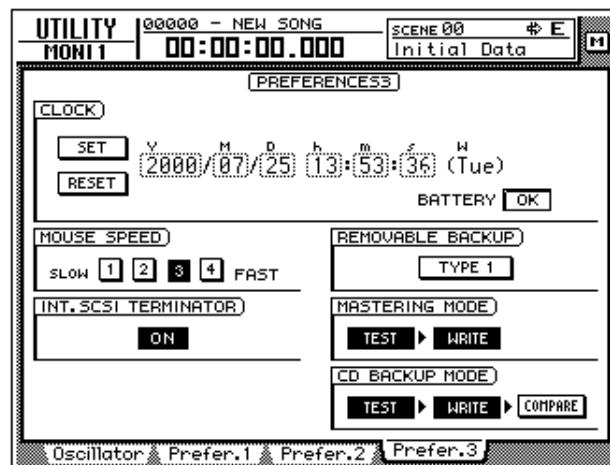 UTILITY
MONI 1
00000 - NEW SONG
00:00:00.000
SCENE 00 E
Initial Data
M
PREFERENCES3
CLOCK
SET
RESET
Y M D h m s W
2000/07/25 13:53:36 (Tue)
BATTERY OK
MOUSE SPEED
SLOW 1 2 3 4 FAST
REMOVABLE BACKUP
TYPE 1
INT.SCSI TERMINATOR
ON
MASTERING MODE
TEST WRITE
CD BACKUP MODE
TEST WRITE COMPARE
Oscillator Prefer.1 Prefer.2 Prefer.3